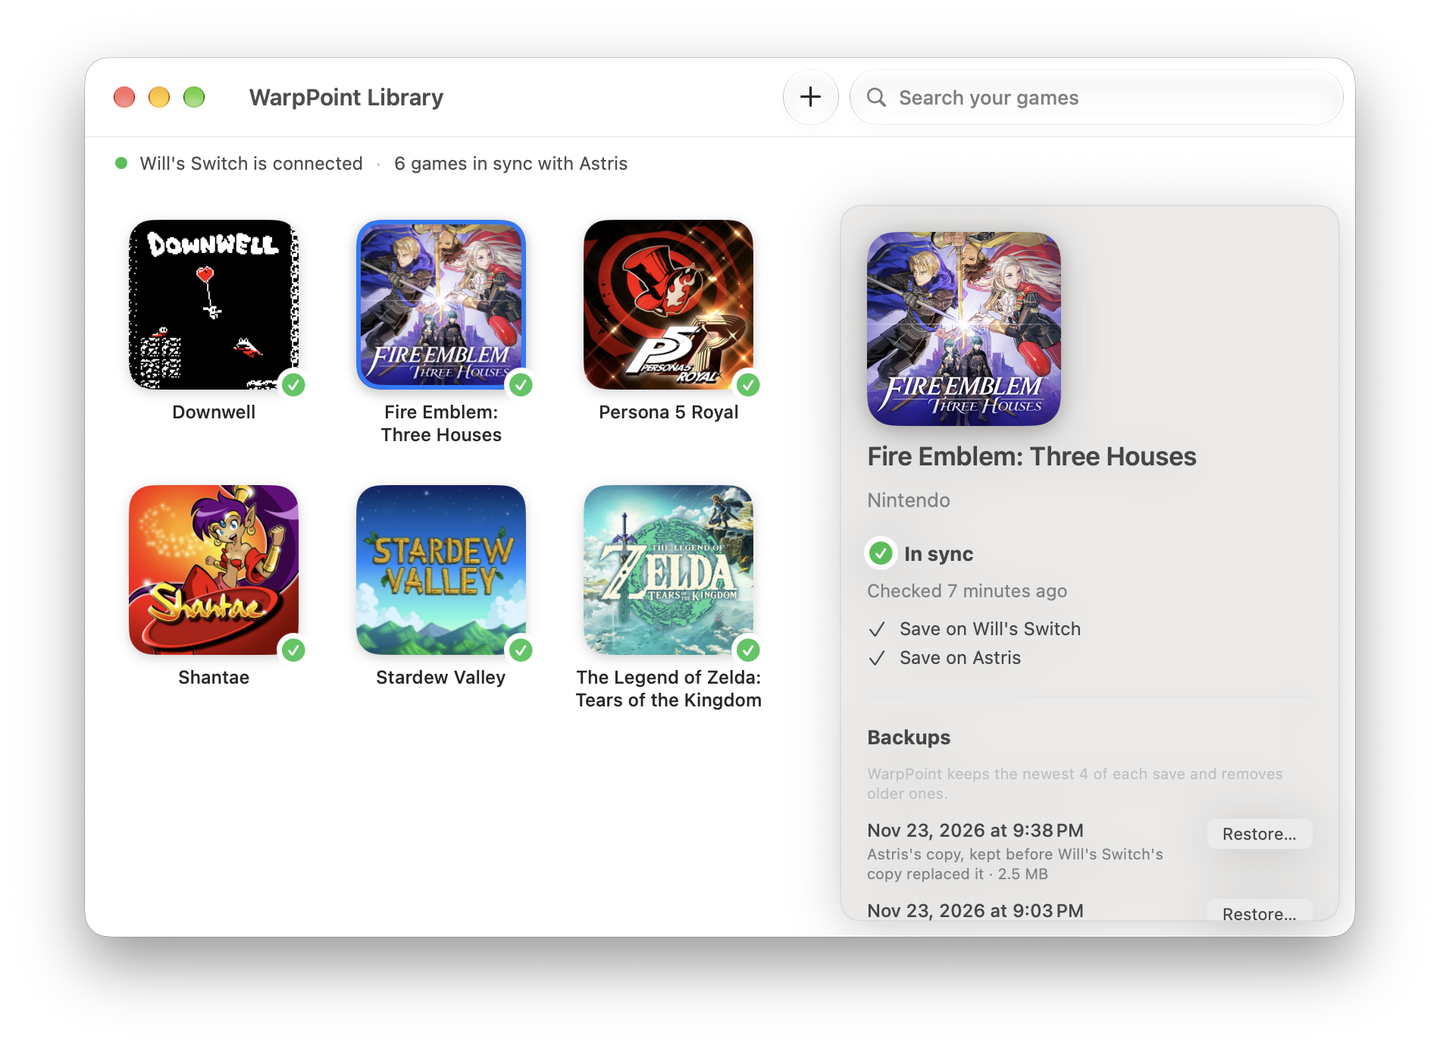 WarpPoint Library
Search your games
Will's Switch is connected · 6 games in sync with Astris
DOWNWELL
Downwell
FIRE EMBLEM
THREE HOUSES
Fire Emblem:
Three Houses
P5R
PERSONA5
ROYAL
Persona 5 Royal
Shantae
Shantae
STARDEW
VALLEY
Stardew Valley
THE LEGEND OF
ZELDA
TEARS OF THE KINGDOM
The Legend of Zelda:
Tears of the Kingdom
FIRE EMBLEM
THREE HOUSES
Fire Emblem: Three Houses
Nintendo
In sync
Checked 7 minutes ago
Save on Will's Switch
Save on Astris
Backups
WarpPoint keeps the newest 4 of each save and removes
older ones.
Nov 23, 2026 at 9:38 PM
Restore...
Astris's copy, kept before Will's Switch's
copy replaced it · 2.5 MB
Nov 23, 2026 at 9:03 PM
Restore...